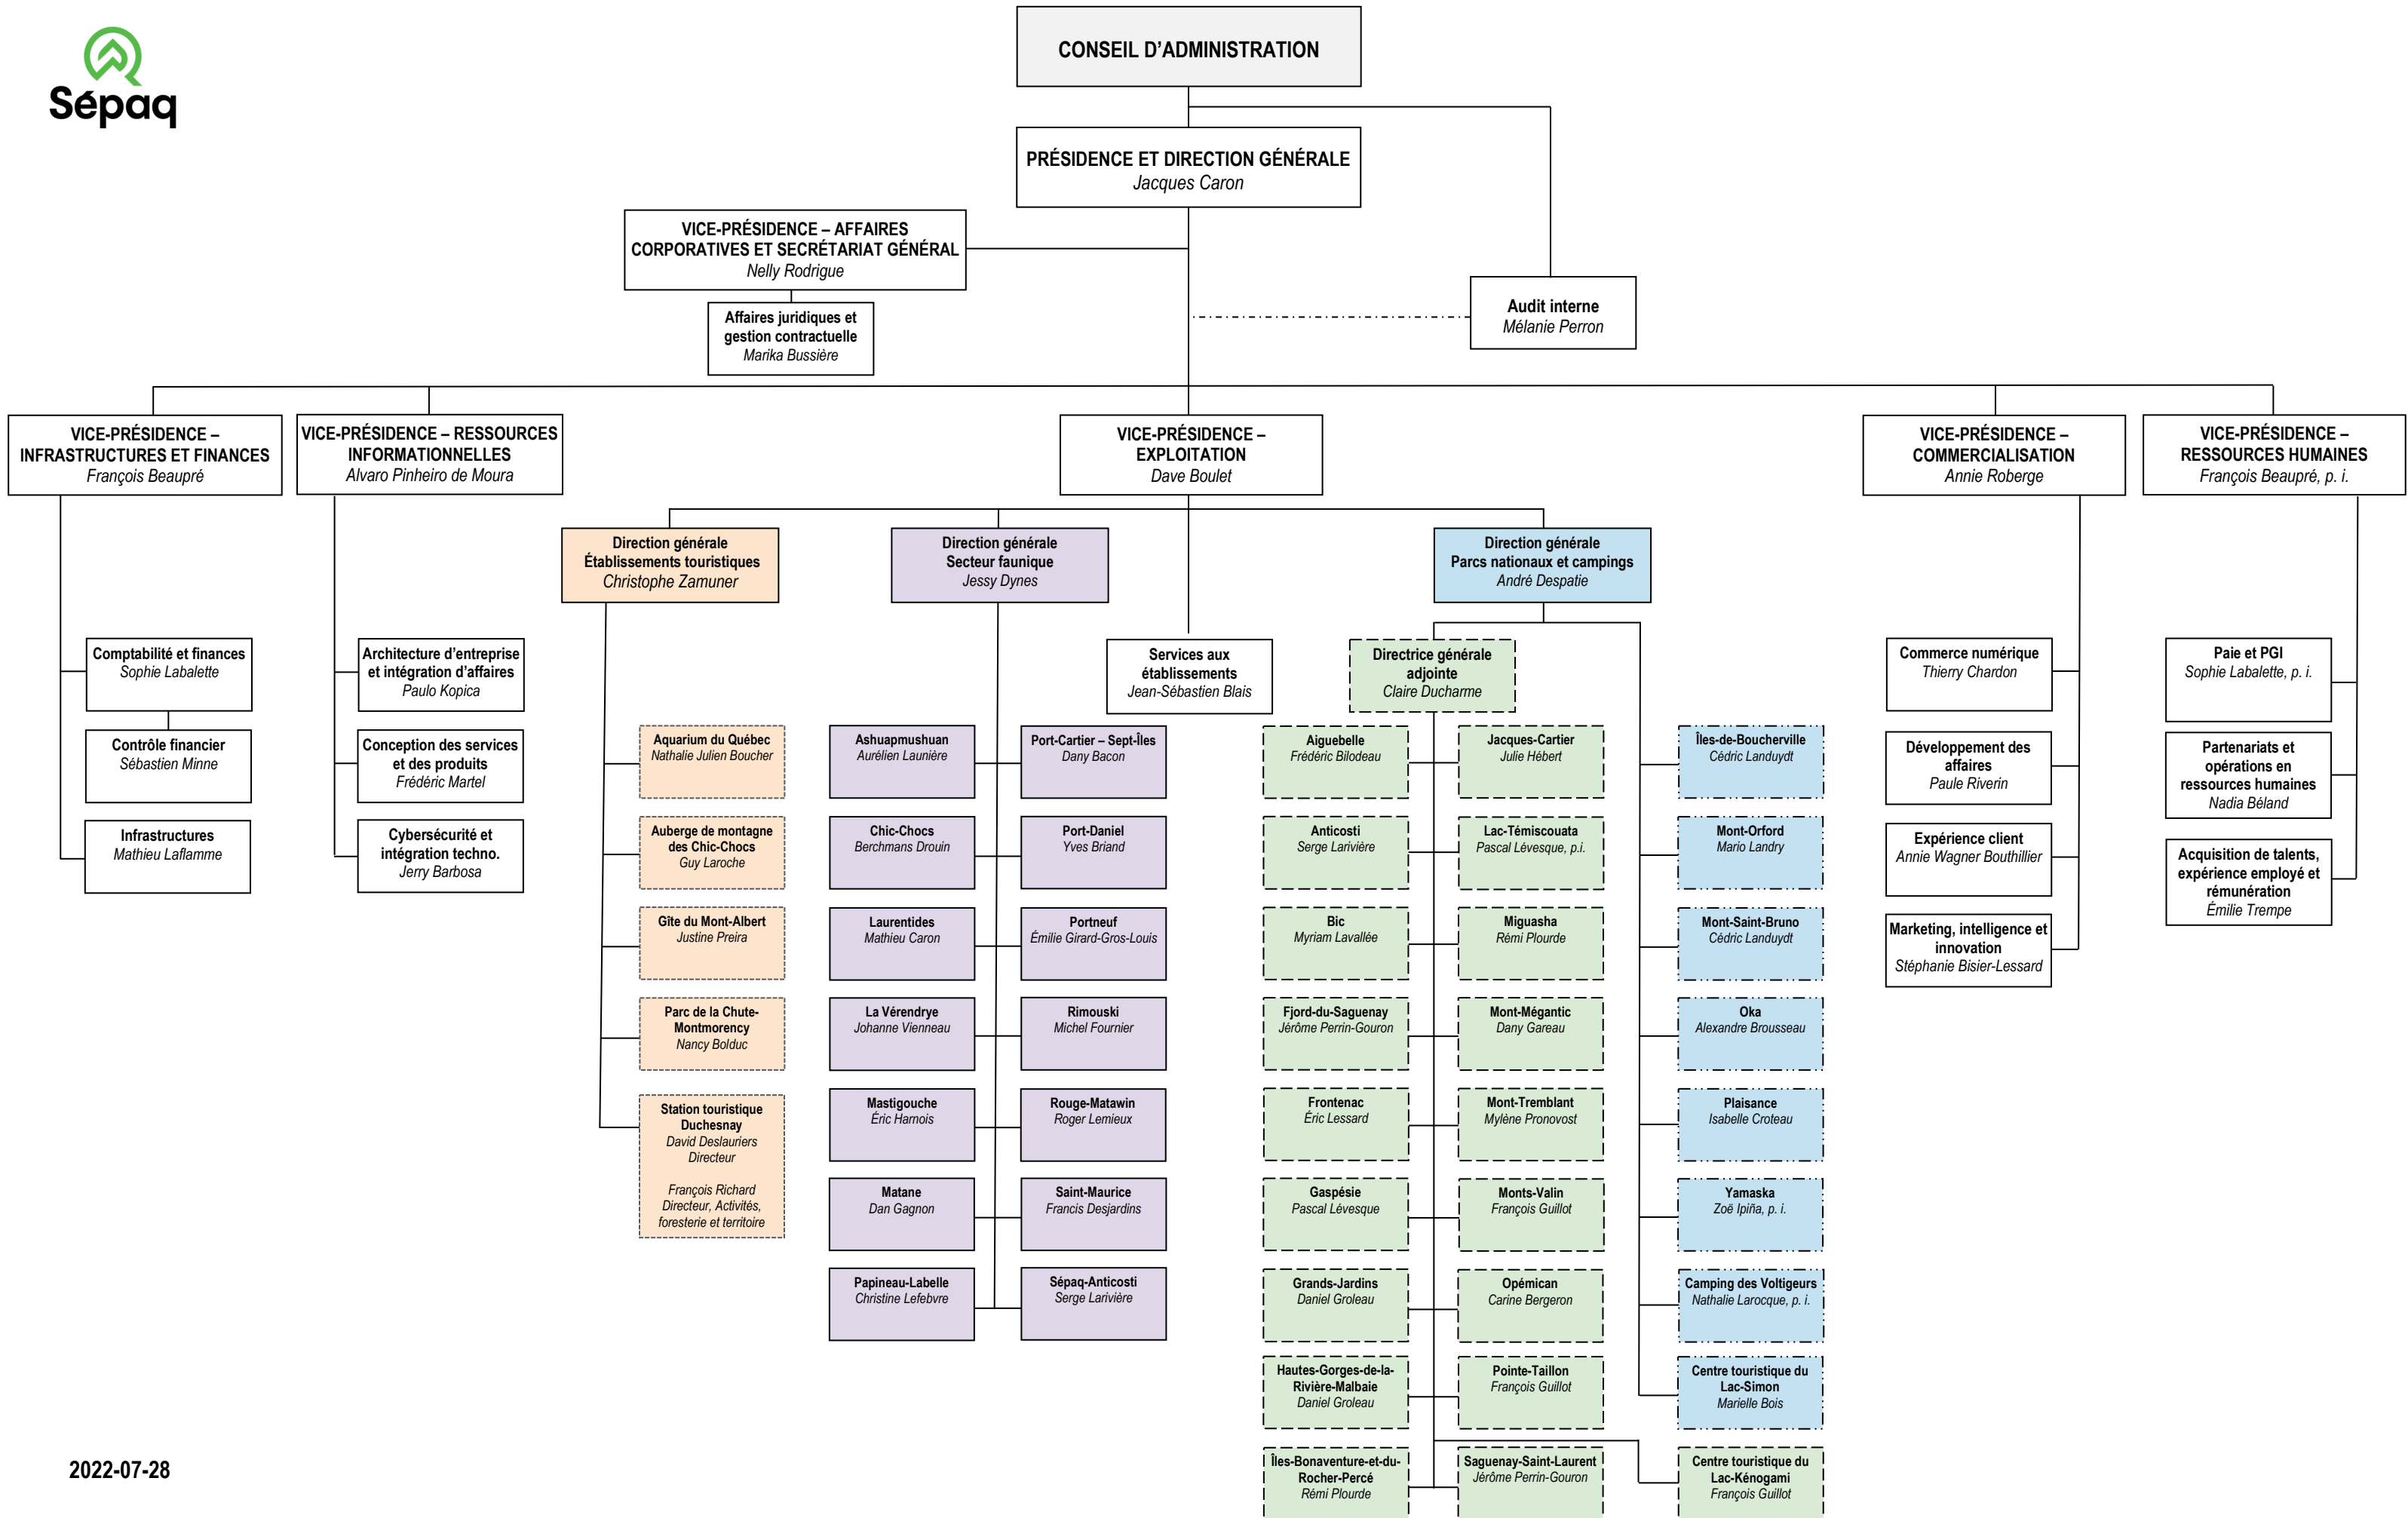 Sépaq
CONSEIL D’ADMINISTRATION
PRÉSIDENCE ET DIRECTION GÉNÉRALE
Jacques Caron
VICE-PRÉSIDENCE – AFFAIRES
CORPORATIVES ET SECRÉTARIAT GÉNÉRAL
Nelly Rodrigue
Affaires juridiques et
gestion contractuelle
Marika Bussière
Audit interne
Mélanie Perron
VICE-PRÉSIDENCE –
INFRASTRUCTURES ET FINANCES
François Beaupré
VICE-PRÉSIDENCE – RESSOURCES
INFORMATIONNELLES
Alvaro Pinheiro de Moura
VICE-PRÉSIDENCE –
EXPLOITATION
Dave Boulet
VICE-PRÉSIDENCE –
COMMERCIALISATION
Annie Roberge
VICE-PRÉSIDENCE –
RESSOURCES HUMAINES
François Beaupré, p. i.
Comptabilité et finances
Sophie Labalette
Contrôle financier
Sébastien Minne
Infrastructures
Mathieu Laflamme
Architecture d’entreprise
et intégration d’affaires
Paulo Kopica
Conception des services
et des produits
Frédéric Martel
Cybersécurité et
intégration techno.
Jerry Barbosa
Direction générale
Établissements touristiques
Christophe Zamuner
Aquarium du Québec
Nathalie Julien Boucher
Auberge de montagne
des Chic-Chocs
Guy Laroche
Gîte du Mont-Albert
Justine Preira
Parc de la Chute-
Montmorency
Nancy Bolduc
Station touristique
Duchesnay
David Deslauriers
Directeur
François Richard
Directeur, Activités,
foresterie et territoire
Direction générale
Secteur faunique
Jessy Dynes
Ashuapmushuan
Aurélien Launière
Chic-Chocs
Berchmans Drouin
Laurentides
Mathieu Caron
La Vérendrye
Johanne Vienneau
Mastigouche
Éric Harnois
Matane
Dan Gagnon
Papineau-Labelle
Christine Lefebvre
Port-Cartier – Sept-Îles
Dany Bacon
Port-Daniel
Yves Briand
Portneuf
Émilie Girard-Gros-Louis
Rimouski
Michel Fournier
Rouge-Matawin
Roger Lemieux
Saint-Maurice
Francis Desjardins
Sépaq-Anticosti
Serge Larivière
Services aux
établissements
Jean-Sébastien Blais
Direction générale
Parcs nationaux et campings
André Despatie
Directrice générale
adjointe
Claire Ducharme
Aiguebelle
Frédéric Bilodeau
Anticosti
Serge Larivière
Bic
Myriam Lavallée
Fjord-du-Saguenay
Jérôme Perrin-Gouron
Frontenac
Éric Lessard
Gaspésie
Pascal Lévesque
Grands-Jardins
Daniel Groleau
Hautes-Gorges-de-la-
Rivière-Malbaie
Daniel Groleau
Îles-Bonaventure-et-du-
Rocher-Percé
Rémi Plourde
Jacques-Cartier
Julie Hébert
Lac-Témiscouata
Pascal Lévesque, p.i.
Miguasha
Rémi Plourde
Mont-Mégantic
Dany Gareau
Mont-Tremblant
Mylène Pronovost
Monts-Valin
François Guillot
Opémican
Carine Bergeron
Pointe-Taillon
François Guillot
Saguenay-Saint-Laurent
Jérôme Perrin-Gouron
Îles-de-Boucherville
Cédric Landuydt
Mont-Orford
Mario Landry
Mont-Saint-Bruno
Cédric Landuydt
Oka
Alexandre Brousseau
Plaisance
Isabelle Croteau
Yamaska
Zoë Ipiña, p. i.
Camping des Voltigeurs
Nathalie Larocque, p. i.
Centre touristique du
Lac-Simon
Marielle Bois
Centre touristique du
Lac-Kénogami
François Guillot
Commerce numérique
Thierry Chardon
Développement des
affaires
Paule Riverin
Expérience client
Annie Wagner Bouthillier
Marketing, intelligence et
innovation
Stéphanie Bisier-Lessard
Paie et PGI
Sophie Labalette, p. i.
Partenariats et
opérations en
ressources humaines
Nadia Béland
Acquisition de talents,
expérience employé et
rémunération
Émilie Trempe
2022-07-28